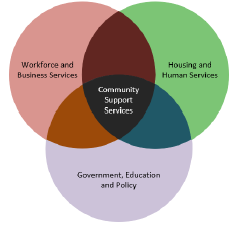 Workforce and
Business Services
Housing and
Human Services
Community
Support
Services
Government, Education
and Policy